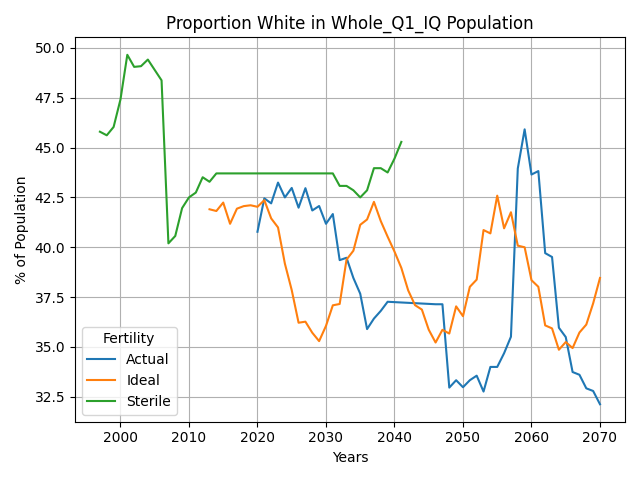 Proportion White in Whole_Q1_IQ Population
% of Population
50.0
47.5
45.0
42.5
40.0
37.5
35.0
32.5
Fertility
Actual
Ideal
Sterile
2000 2010 2020 2030 2040 2050 2060 2070
Years